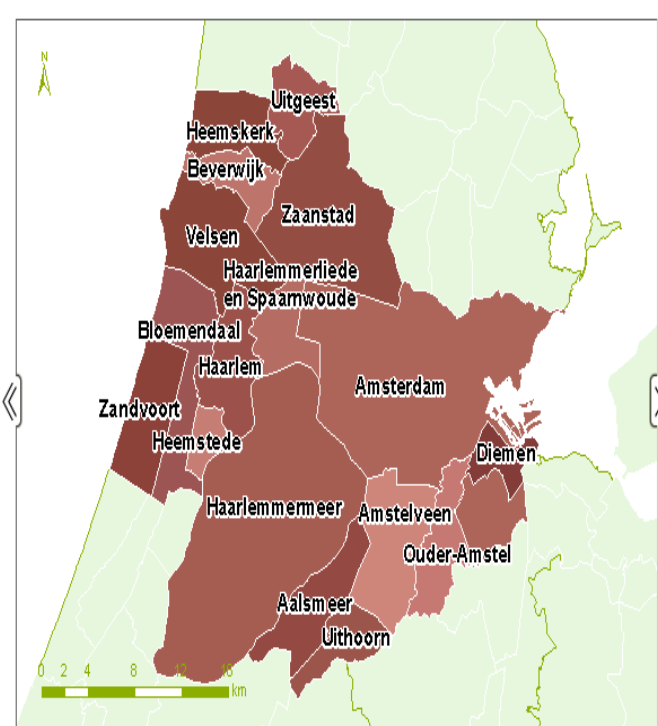 N
Uitgeest
Heemskerk
Beverwijk
Zaanstad
Velsen
Haarlemmerliede
en Spaarnwoude
Bloemendaal
Haarlem
Amsterdam
Zandvoort
Heemstede
Diemen
Haarlemmermeer
Amstelveen
Ouder-Amstel
Aalsmeer
Uithoorn
0 2 4 8 12 16
km